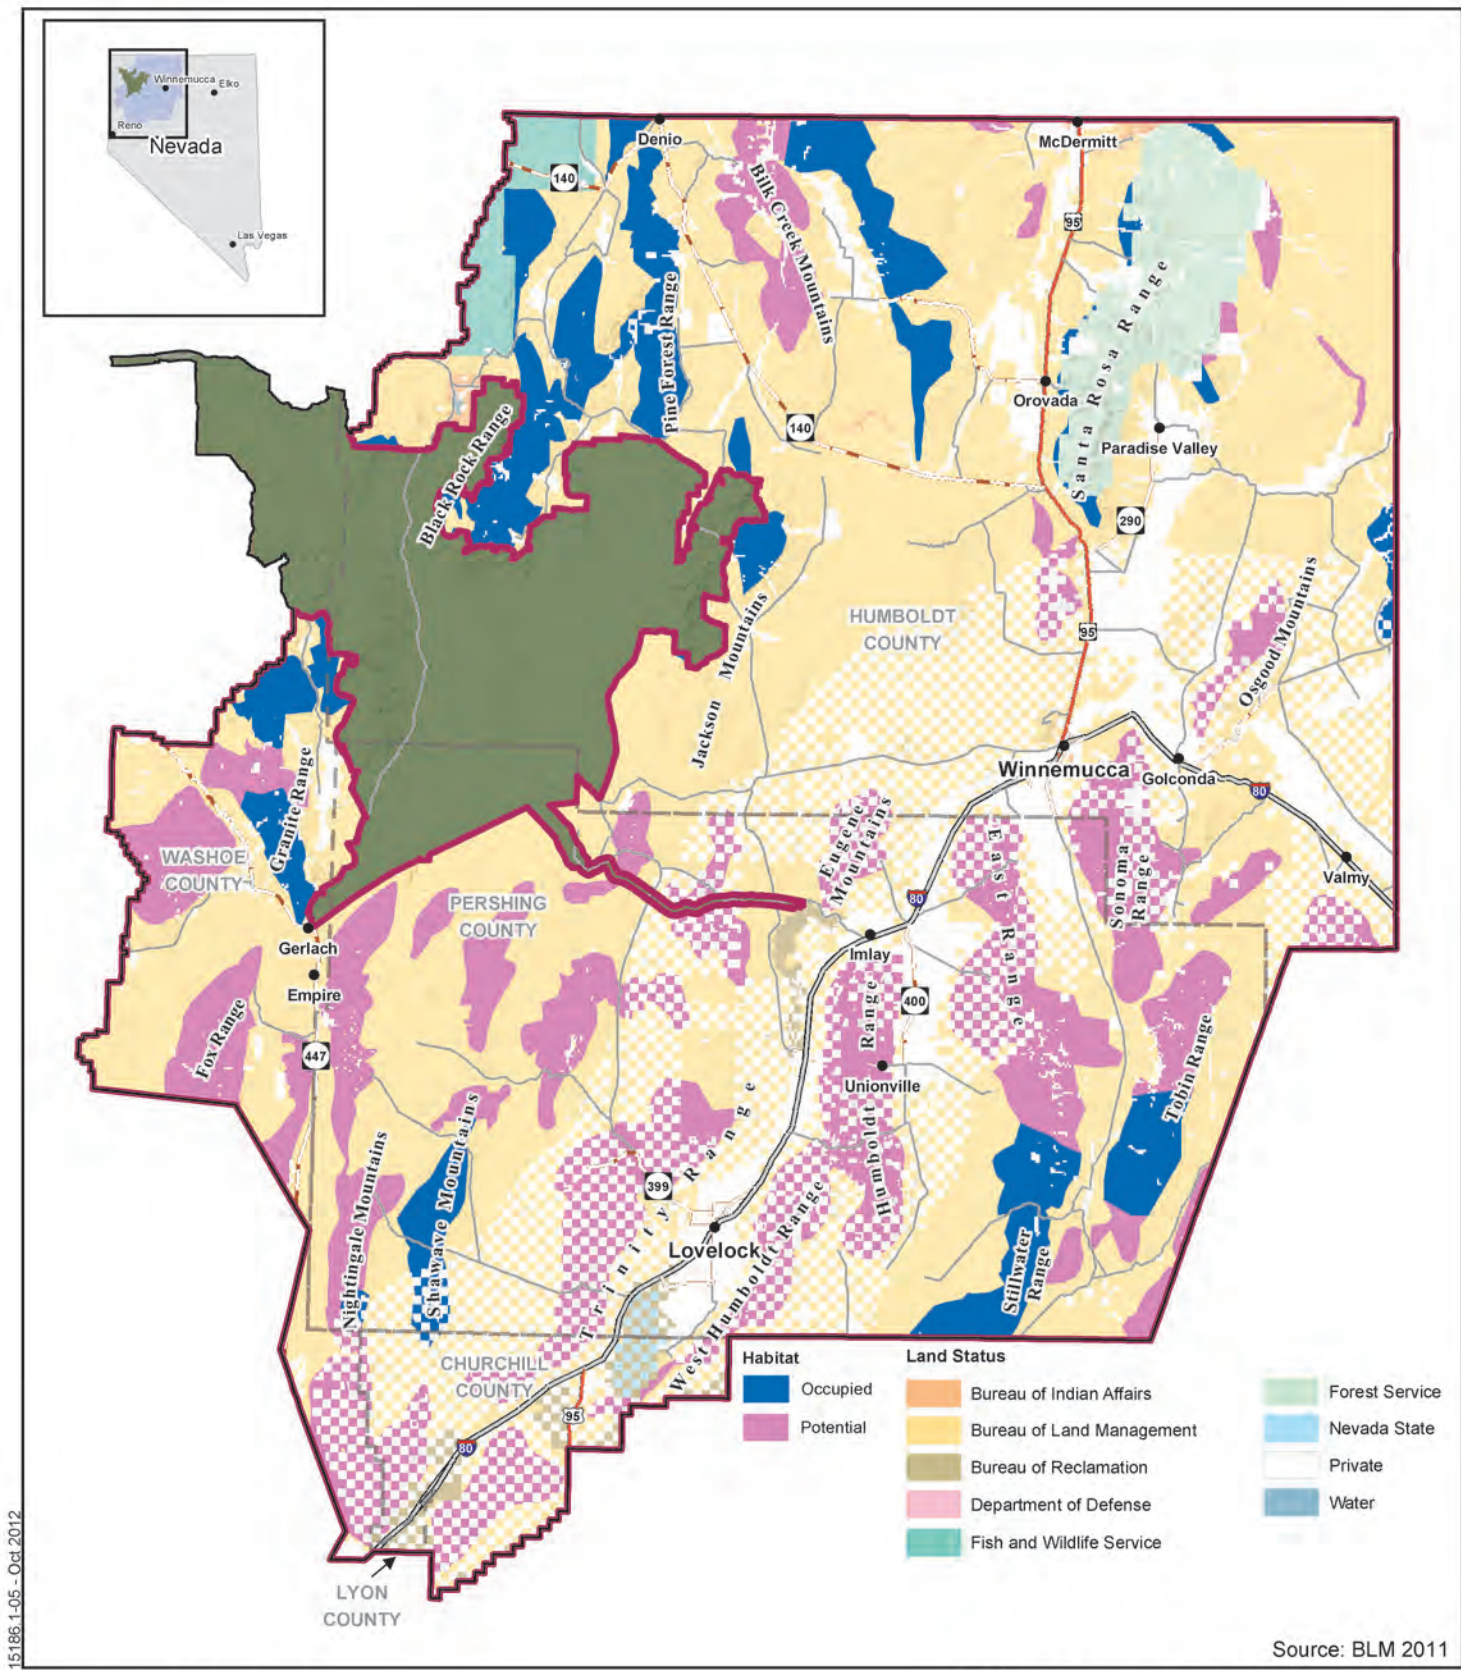 Winnemucca
Elko
Reno
Nevada
Las Vegas
Denio
McDermitt
140
Bilk Creek Mountains
95
Santa Rosa Range
Pine Forest Range
Orovada
140
Paradise Valley
Black Rock Range
290
Osgood Mountains
HUMBOLDT
COUNTY
95
Jackson Mountains
Winnemucca
Golconda
80
Granite Range
Eugene
Mountains
East Range
Sonoma
Range
Valmy
WASHOE
COUNTY
PERSHING
COUNTY
80
Gerlach
Imlay
Empire
400
Fox Range
447
Humboldt Range
Unionville
Tobin Range
Nightingale Mountains
Shawave Mountains
399
Trinity Range
Lovelock
West Humboldt Range
Stillwater
Range
CHURCHILL
COUNTY
95
80
LYON
COUNTY
Habitat
Occupied
Potential
Land Status
Bureau of Indian Affairs
Bureau of Land Management
Bureau of Reclamation
Department of Defense
Fish and Wildlife Service
Forest Service
Nevada State
Private
Water
15186.1-05 - Oct 2012
Source: BLM 2011